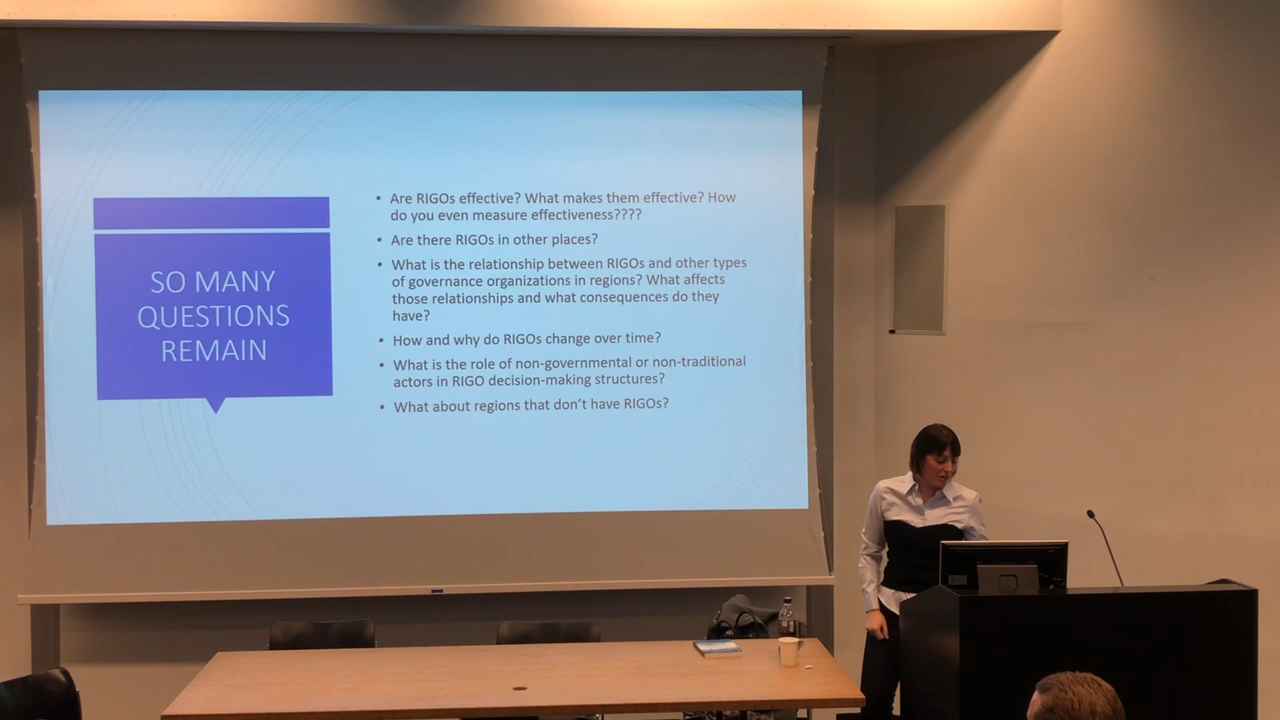 SO MANY
QUESTIONS
REMAIN
• Are RIGOs effective? What makes them effective? How
do you even measure effectiveness????
• Are there RIGOs in other places?
• What is the relationship between RIGOs and other types
of governance organizations in regions? What affects
those relationships and what consequences do they
have?
• How and why do RIGOs change over time?
• What is the role of non-governmental or non-traditional
actors in RIGO decision-making structures?
• What about regions that don't have RIGOs?